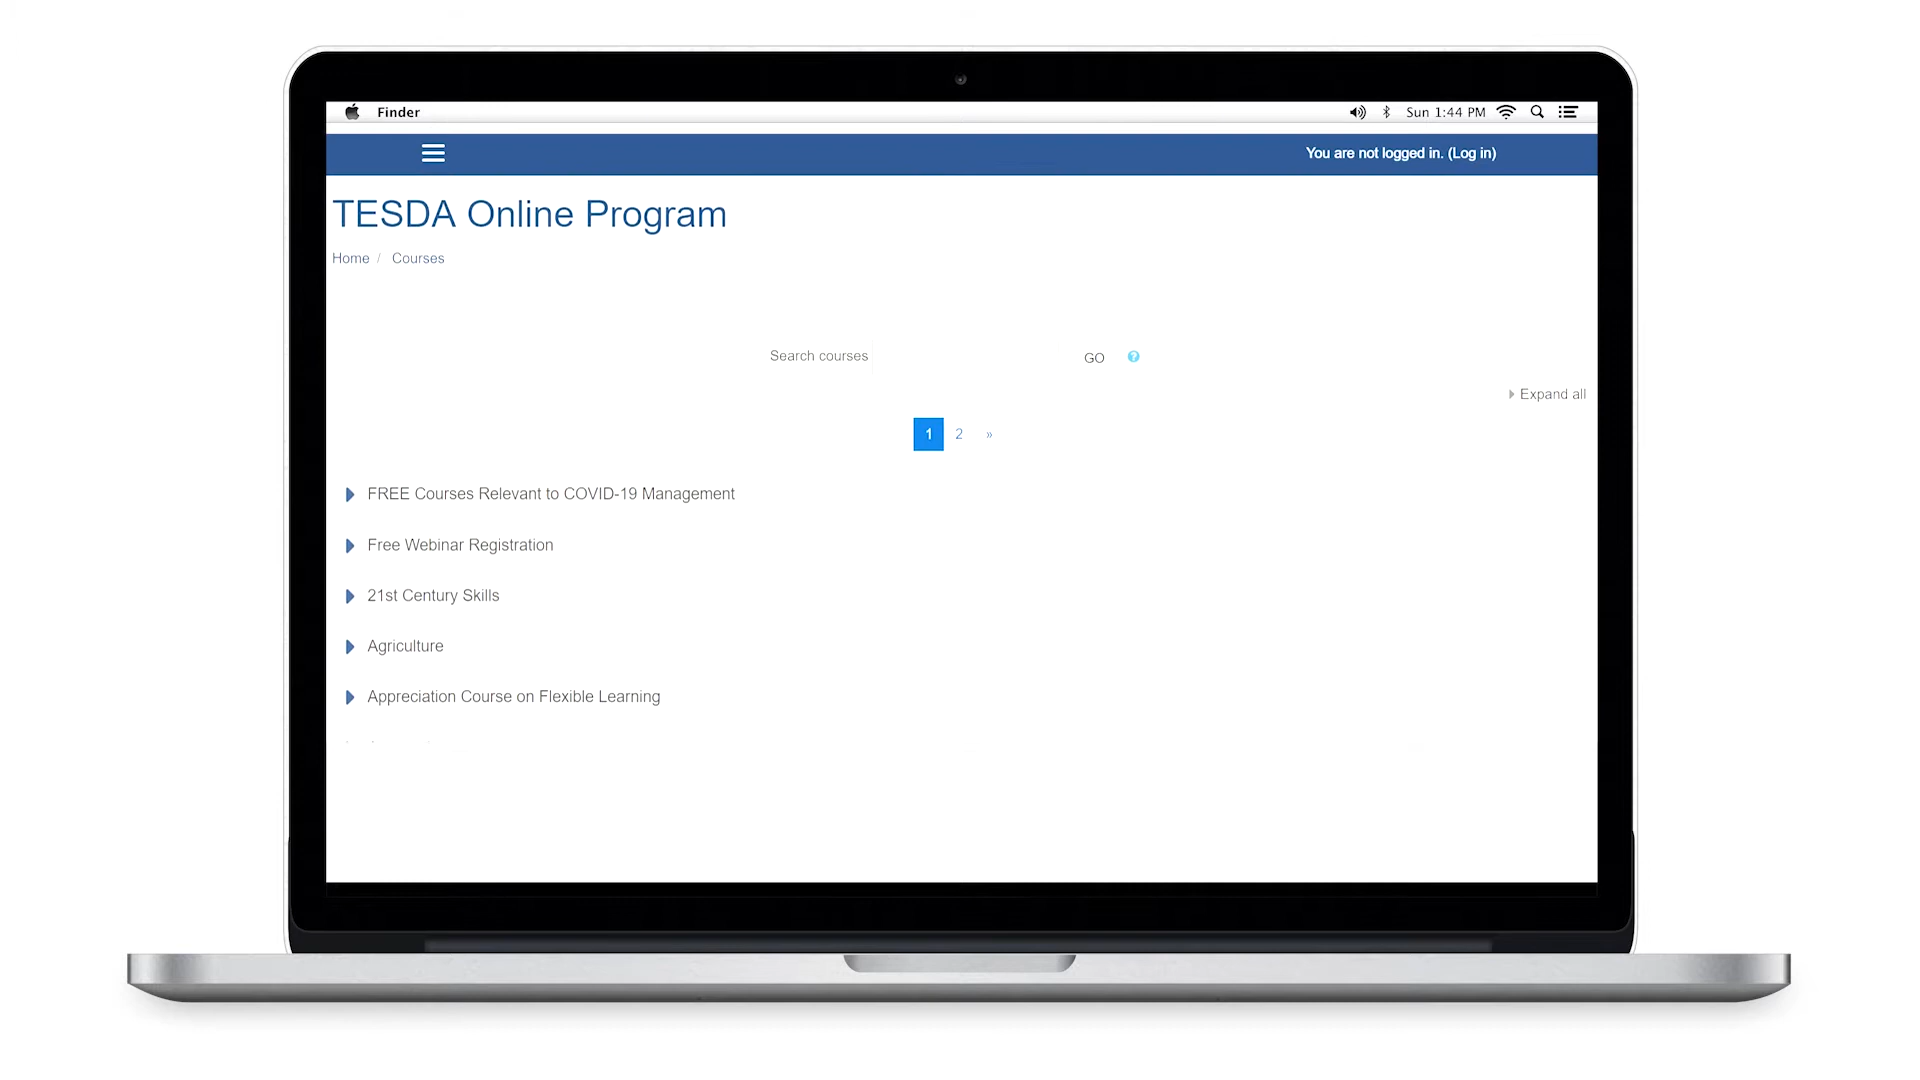 Finder
Sun 1:44 PM
You are not logged in. (Log in)
TESDA Online Program
Home / Courses
Search courses
GO
?
Expand all
1 2 »
FREE Courses Relevant to COVID-19 Management
Free Webinar Registration
21st Century Skills
Agriculture
Appreciation Course on Flexible Learning